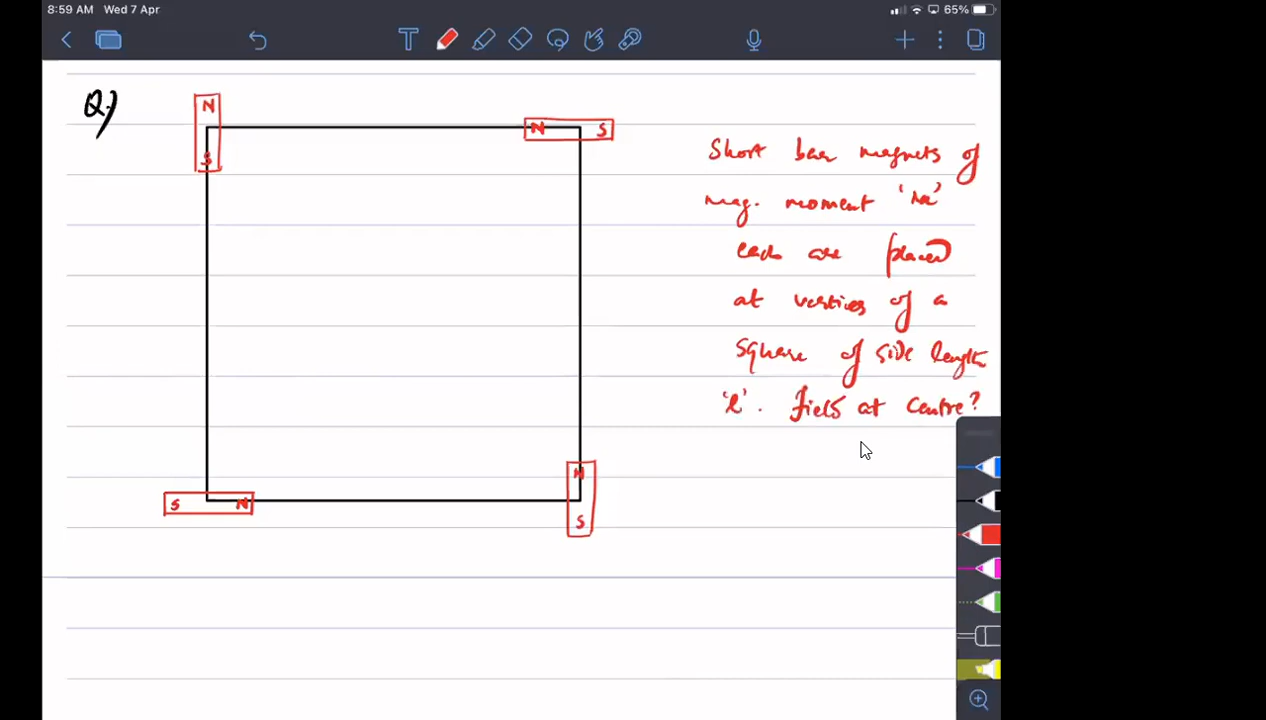 8:59 AM Wed 7 Apr
65%
T
Q.)
N
S
N S
S N
N
S
Short bar magnets of
mag. moment 'm'
each are placed
at vertices of a
square of side length
'l'. field at centre?